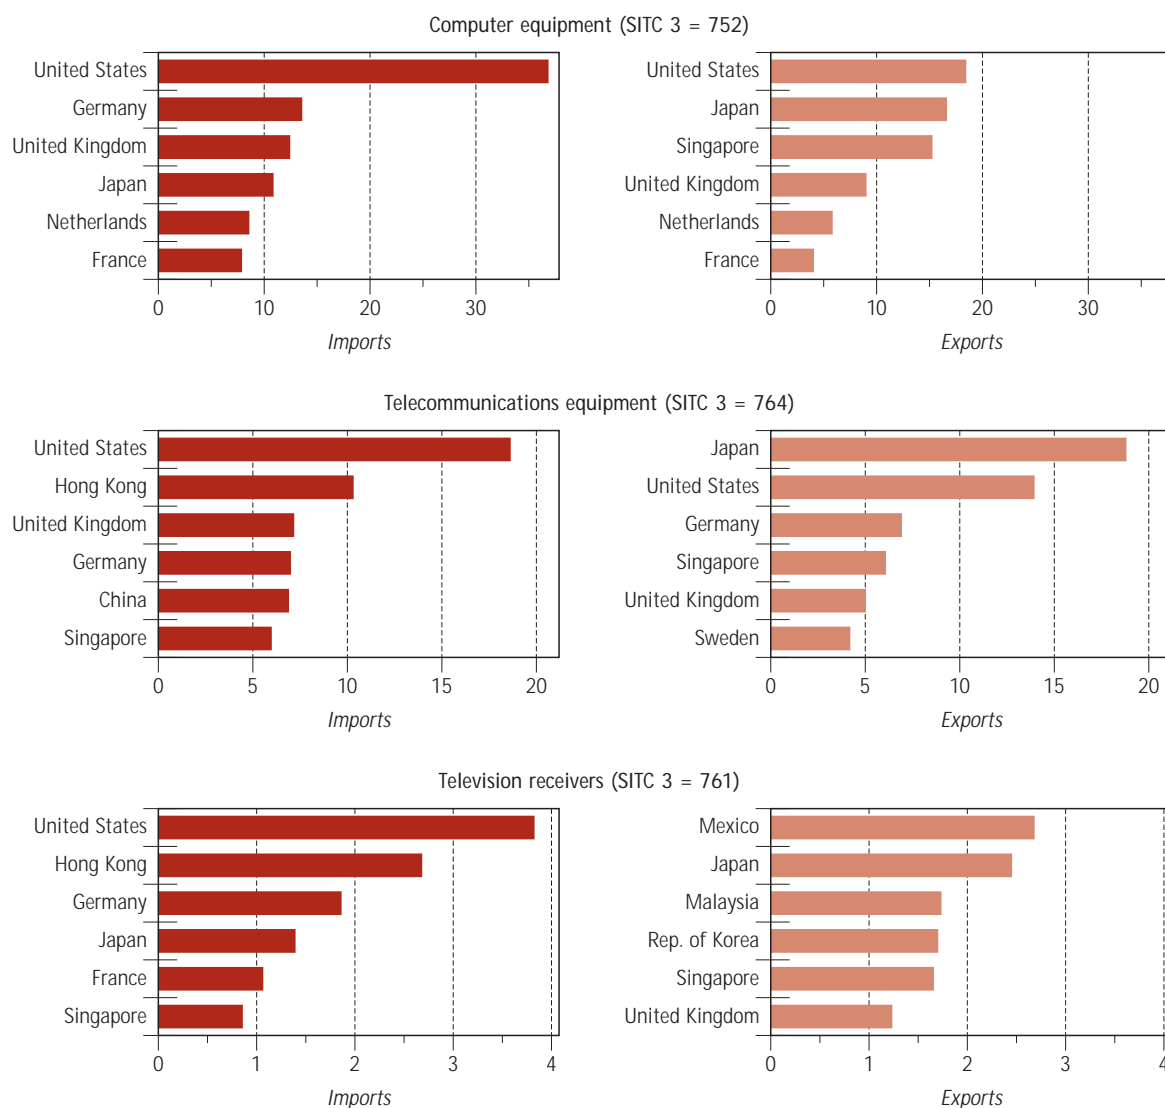 Computer equipment (SITC 3 = 752)
United States
Germany
United Kingdom
Japan
Netherlands
France
0 10 20 30
Imports
United States
Japan
Singapore
United Kingdom
Netherlands
France
0 10 20 30
Exports
Telecommunications equipment (SITC 3 = 764)
United States
Hong Kong
United Kingdom
Germany
China
Singapore
0 5 10 15 20
Imports
Japan
United States
Germany
Singapore
United Kingdom
Sweden
0 5 10 15 20
Exports
Television receivers (SITC 3 = 761)
United States
Hong Kong
Germany
Japan
France
Singapore
0 1 2 3 4
Imports
Mexico
Japan
Malaysia
Rep. of Korea
Singapore
United Kingdom
0 1 2 3 4
Exports